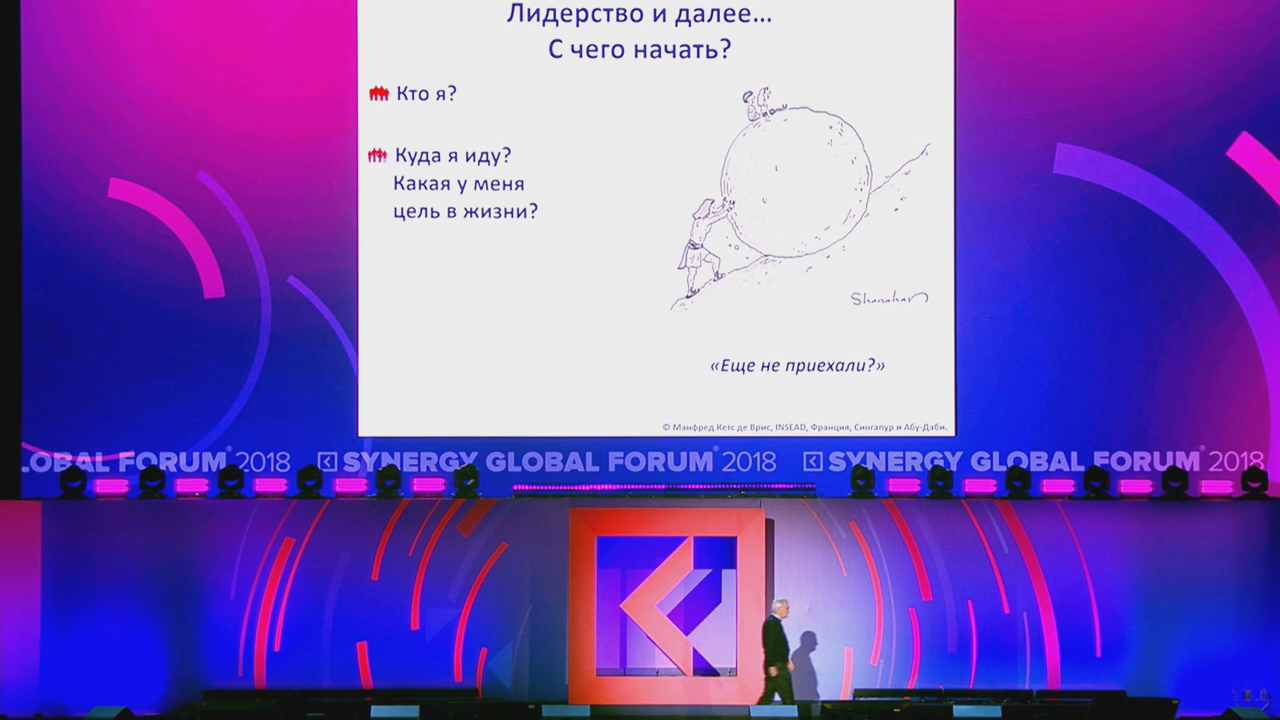 Лидерство и далее...
С чего начать?
Кто я?
Куда я иду?
Какая у меня
цель в жизни?
Shanahan
«Еще не приехали?»
© Манфред Кетс де Врис, INSEAD, Франция, Сингапур и Абу-Даби.
LOBAL FORUM 2018 SYNERGY GLOBAL FORUM 2018 SYNERGY GLOBAL FORUM 2018